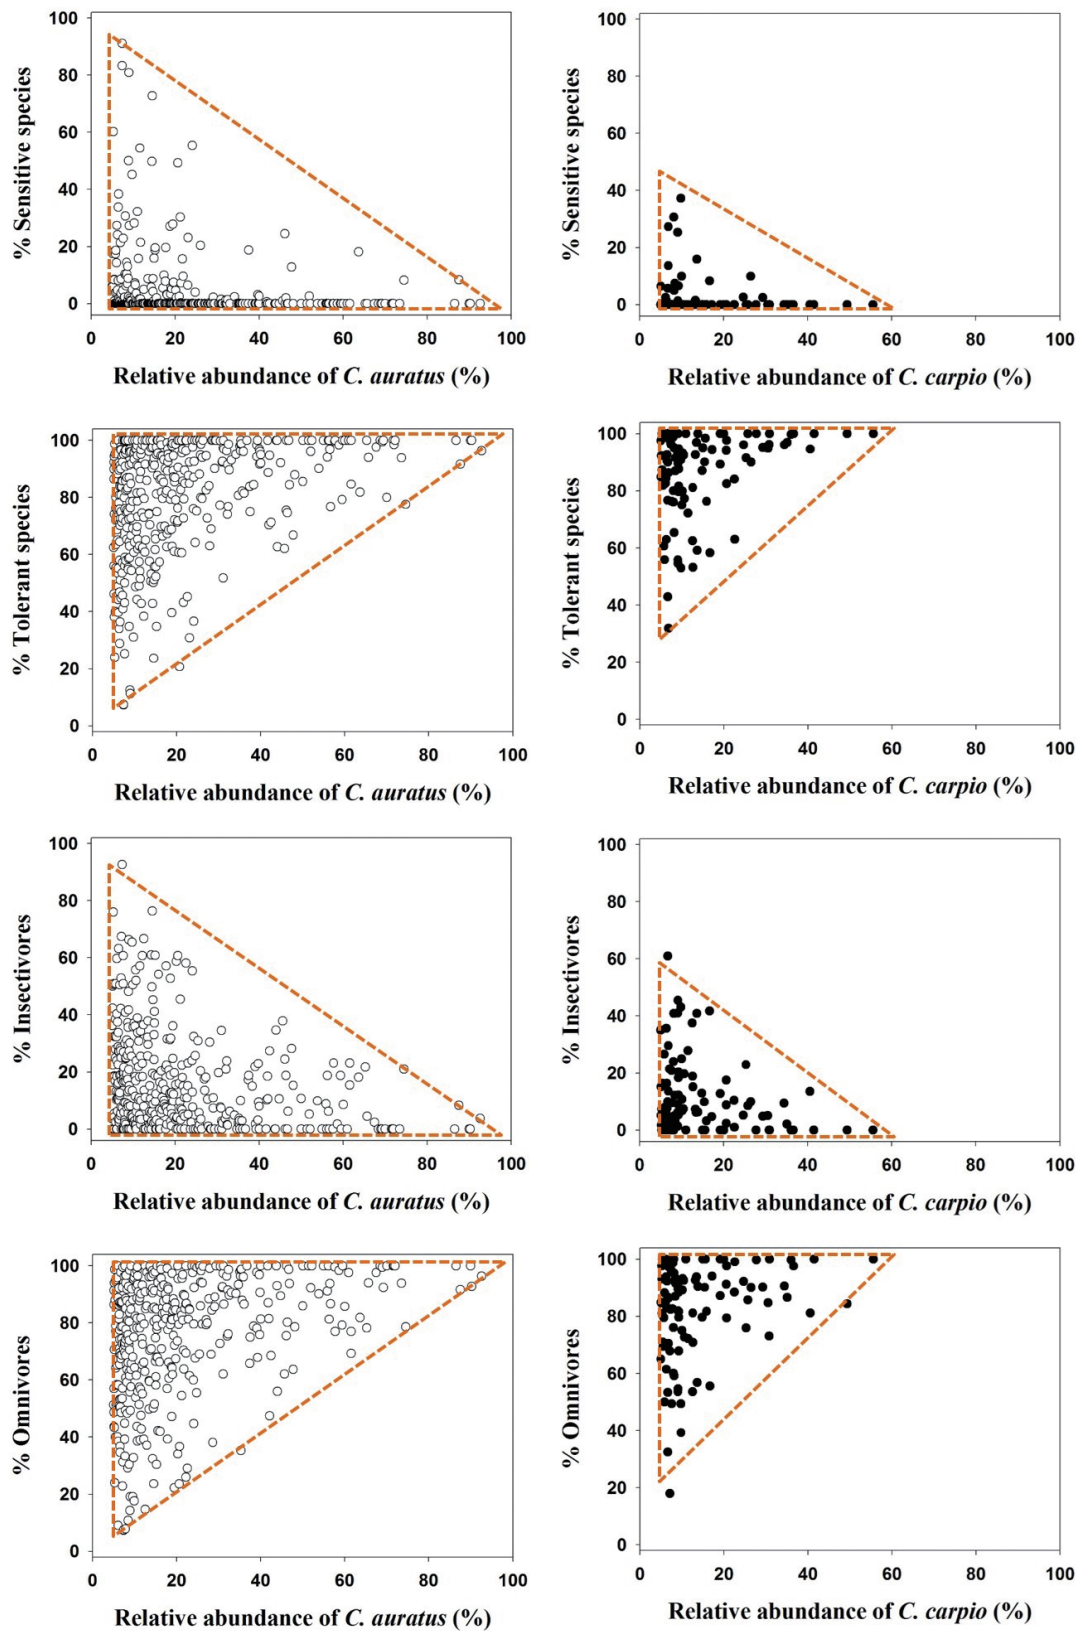 100
80
60
40
20
0
% Sensitive species
0 20 40 60 80 100
Relative abundance of C. auratus (%)
100
80
60
40
20
0
% Sensitive species
0 20 40 60 80 100
Relative abundance of C. carpio (%)
100
80
60
40
20
0
% Tolerant species
0 20 40 60 80 100
Relative abundance of C. auratus (%)
100
80
60
40
20
0
% Tolerant species
0 20 40 60 80 100
Relative abundance of C. carpio (%)
100
80
60
40
20
0
% Insectivores
0 20 40 60 80 100
Relative abundance of C. auratus (%)
100
80
60
40
20
0
% Insectivores
0 20 40 60 80 100
Relative abundance of C. carpio (%)
100
80
60
40
20
0
% Omnivores
0 20 40 60 80 100
Relative abundance of C. auratus (%)
100
80
60
40
20
0
% Omnivores
0 20 40 60 80 100
Relative abundance of C. carpio (%)